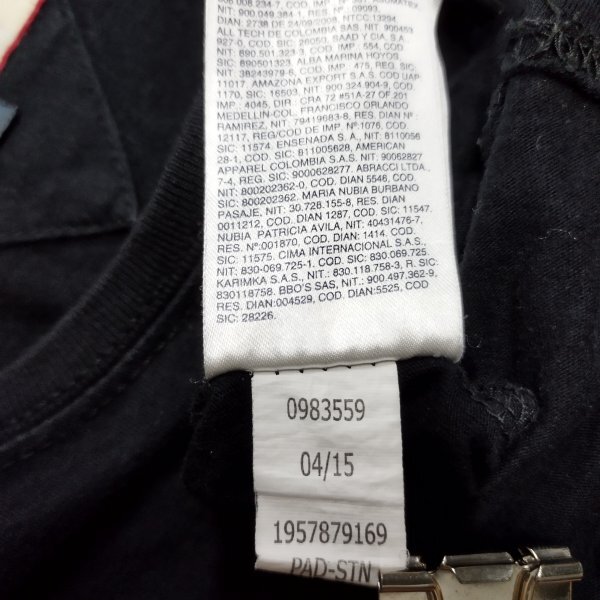 NIT: 900.049.384-1, RES Nº: 09093,
DIAN: 2738 DE 24/09/2008, NTCC:13294
ALL TECH DE COLOMBIA SAS, NIT: 900453
927-0, COD. SIC: 26053, SAAD Y CIA, S.A
NIT: 890.501.323-3, COD IMP: 554, COD
SIC: 890501323, ALBA MARINA HOYOS,
NIT: 38243979-6, COD IMP: 475, REG. SIC:
11017, AMAZONA EXPORT S.A.S COD UAP:
1170, SIC: 16503, NIT: 900.324.904-9, COD
IMP.: 4045, DIR: CRA 72 #51A-27 OF 201
MEDELLIN-COL, FRANCISCO ORLANDO
RAMIREZ, NIT: 79419683-8, RES. DIAN Nº
12117, REG/COD DE IMP: Nº:1076, COD.
SIC: 11574, ENSENADA S.A., NIT: 8110056
28-1, COD SIC: 811005628, AMERICAN
APPAREL COLOMBIA S.A.S. NIT: 90062827
7-4, REG. SIC: 9000628277, ABRACCI LTDA.,
NIT: 800202362-0, COD. DIAN 5546, COD.
SIC: 800202362. MARIA NUBIA BURBANO
PASAJE, NIT: 30.728.155-8, RES. DIAN
0011212, COD DIAN 1287, COD SIC: 11547.
NUBIA PATRICIA AVILA, NIT: 41401173-2,
RES. Nº:001870, COD. DIAN: 1414, COD.
SIC: 11575. CIMA INTERNACIONAL S.A.S.,
NIT: 830-069.725-1, COD SIC: 830.069.725.
KARIMKA S.A.S., NIT.: 830.118.758-3, R. SIC:
830118758. BBO'S SAS, NIT: 900.497.362-9,
RES. DIAN:004529, COD DIAN:5525, COD
SIC: 28226.
0983559
04/15
1957879169
PAD-STN